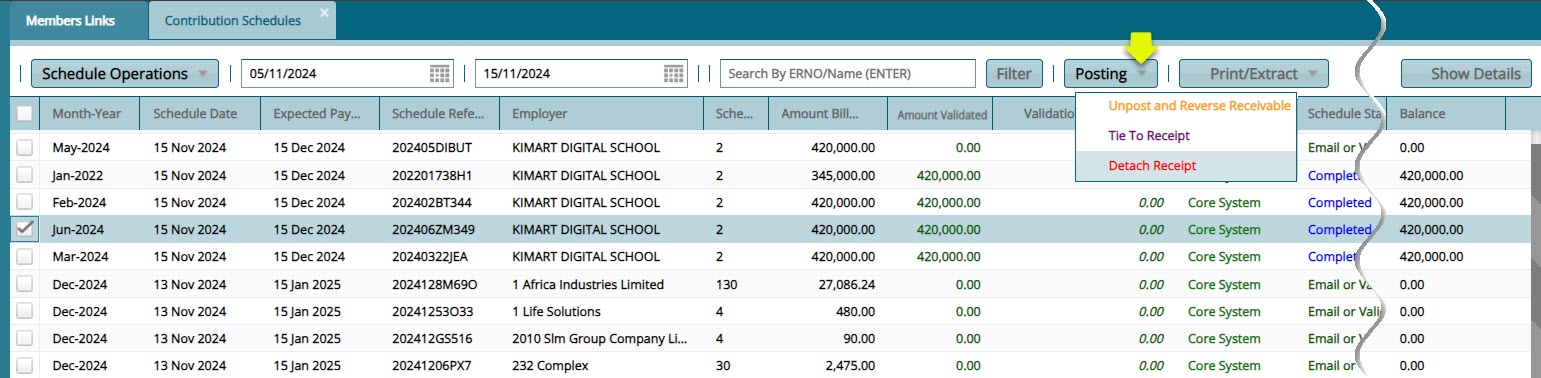 Members Links Contribution Schedules
Schedule Operations 05/11/2024 15/11/2024 Search By ERNO/Name (ENTER) Filter Posting Print/Extract Show Details
Month-Year Schedule Date Expected Pay... Schedule Refe... Employer Sche... Amount Bill... Amount Validated Validatio Schedule Sta Balance
Unpost and Reverse Receivable
Tie To Receipt
Detach Receipt
May-2024 15 Nov 2024 15 Dec 2024 202405DIBUT KIMART DIGITAL SCHOOL 2 420,000.00 0.00 Email or V 0.00
Jan-2022 15 Nov 2024 15 Dec 2024 202201738H1 KIMART DIGITAL SCHOOL 2 345,000.00 420,000.00 Complet 420,000.00
Feb-2024 15 Nov 2024 15 Dec 2024 202402BT344 KIMART DIGITAL SCHOOL 2 420,000.00 420,000.00 0.00 Core System Completed 420,000.00
Jun-2024 15 Nov 2024 15 Dec 2024 202406ZM349 KIMART DIGITAL SCHOOL 2 420,000.00 420,000.00 0.00 Core System Completed 420,000.00
Mar-2024 15 Nov 2024 15 Dec 2024 20240322JEA KIMART DIGITAL SCHOOL 2 420,000.00 420,000.00 0.00 Core System Complet 420,000.00
Dec-2024 13 Nov 2024 15 Jan 2025 2024128M69O 1 Africa Industries Limited 130 27,086.24 0.00 0.00 Core System Email or Va 0.00
Dec-2024 13 Nov 2024 15 Jan 2025 20241253O33 1 Life Solutions 4 480.00 0.00 0.00 Core System Email or Vali 0.00
Dec-2024 13 Nov 2024 15 Jan 2025 202412GS516 2010 Slm Group Company Li... 4 90.00 0.00 0.00 Core System Email or Val 0.00
Dec-2024 13 Nov 2024 15 Jan 2025 20241206PX7 232 Complex 30 2,475.00 0.00 0.00 Core System Email or 0.00